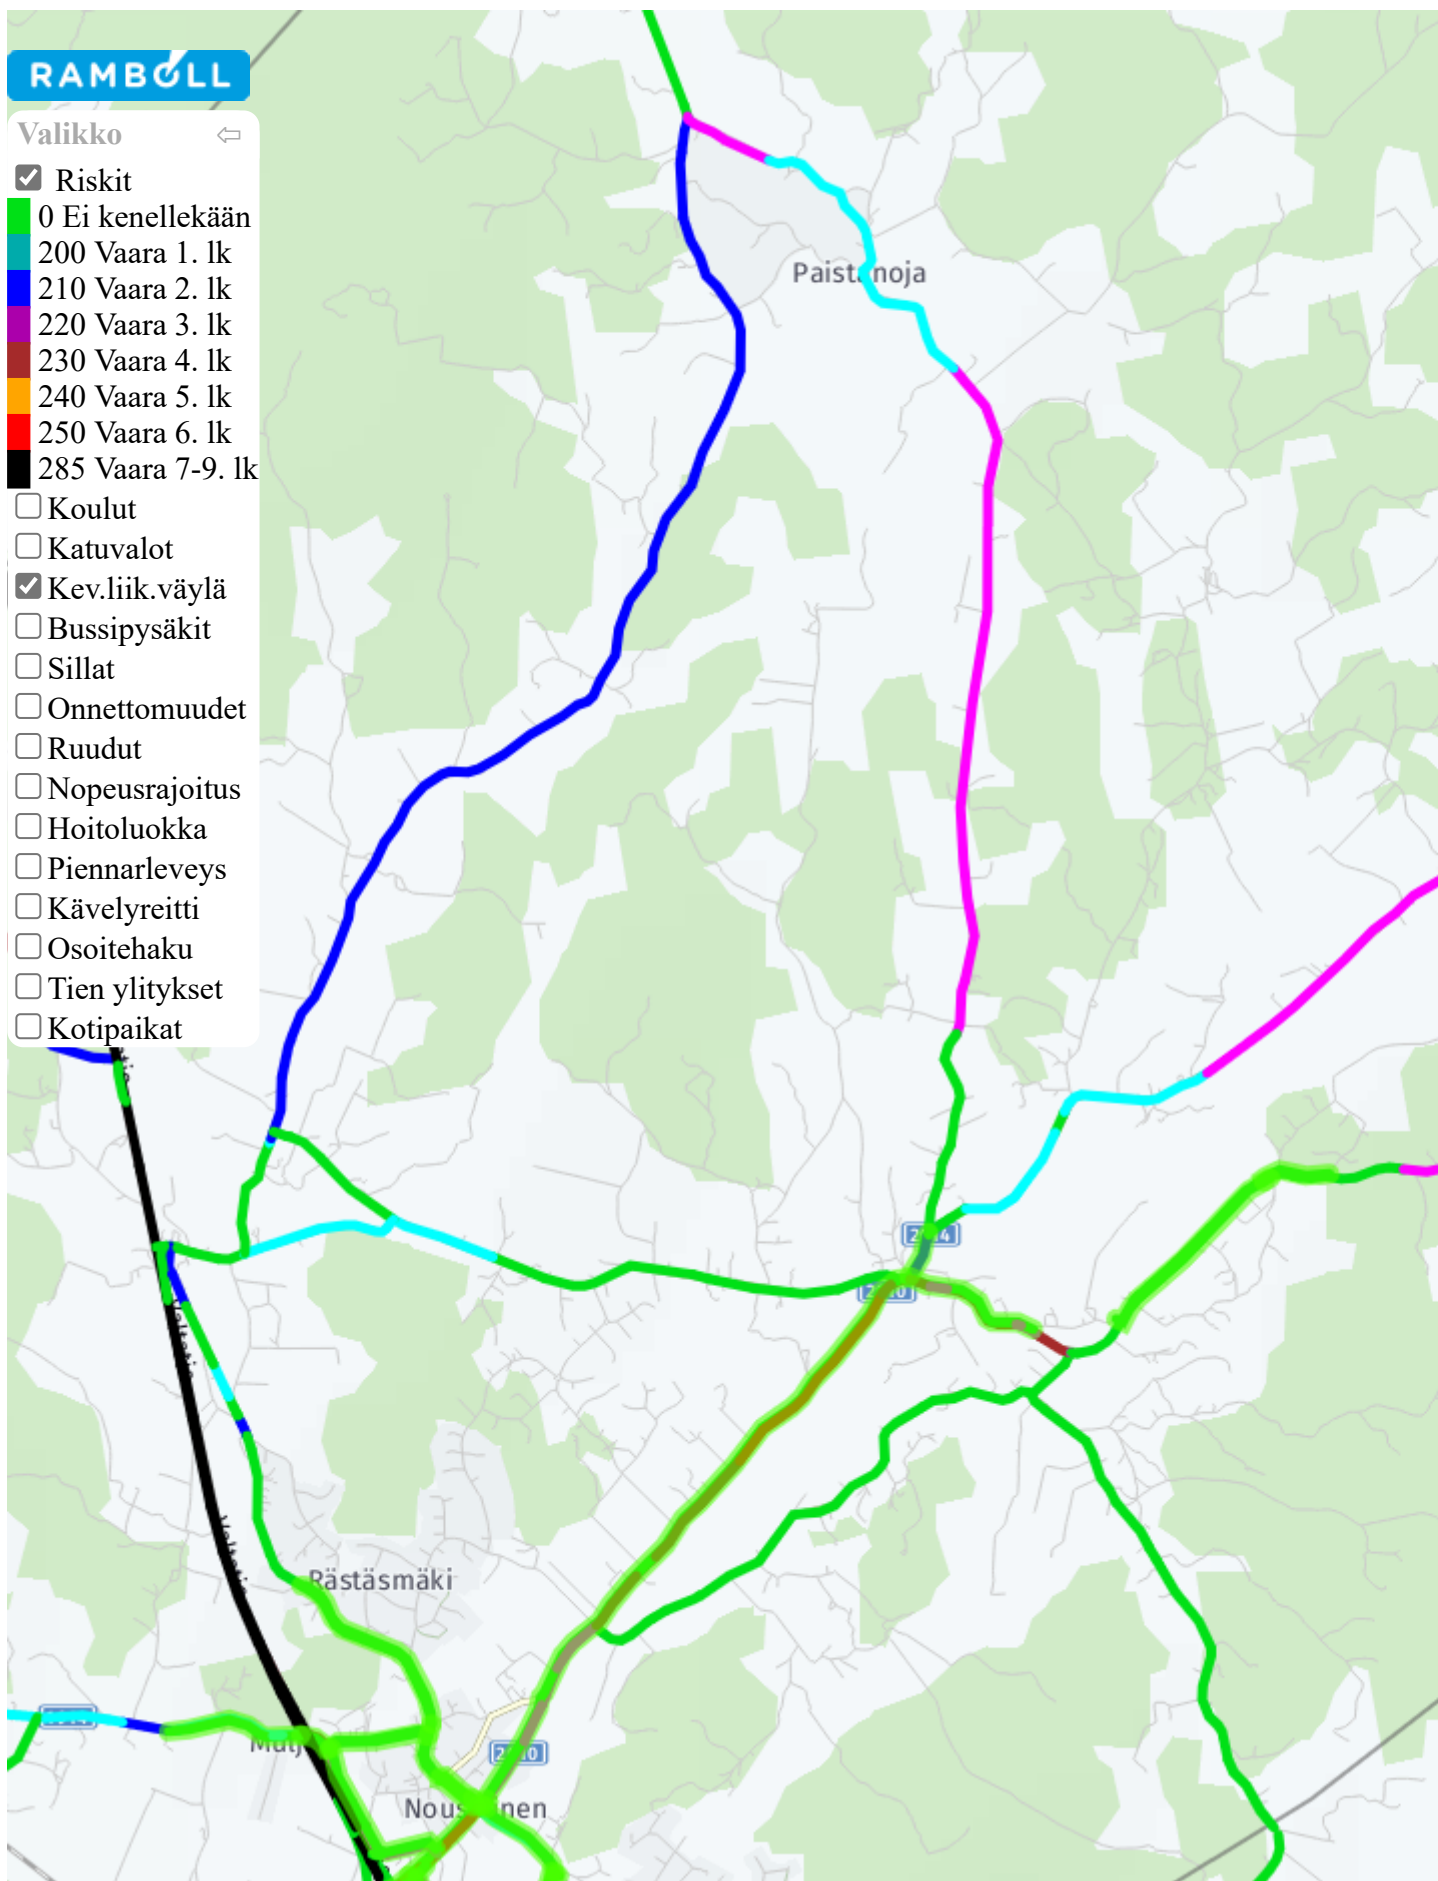 RAMBOLL
Valikko ⇦
Riskit
0 Ei kenellekään
200 Vaara 1. lk
210 Vaara 2. lk
220 Vaara 3. lk
230 Vaara 4. lk
240 Vaara 5. lk
250 Vaara 6. lk
285 Vaara 7-9. lk
Koulut
Katuvalot
Kev.liik.väylä
Bussipysäkit
Sillat
Onnettomuudet
Ruudut
Nopeusrajoitus
Hoitoluokka
Piennarleveys
Kävelyreitti
Osoitehaku
Tien ylitykset
Kotipaikat
Paistanoja
Rästäsmäki
Nousiainen